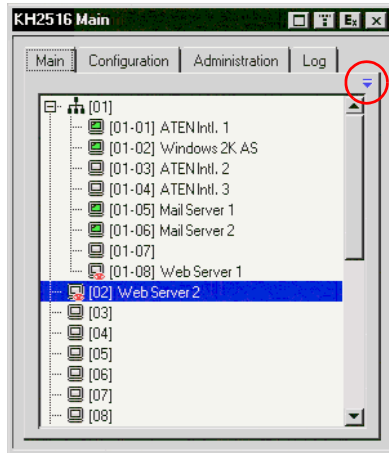 KH2516 Main
Main Configuration Administration Log
[01]
[01-01] ATEN Intl. 1
[01-02] Windows 2K AS
[01-03] ATEN Intl. 2
[01-04] ATEN Intl. 3
[01-05] Mail Server 1
[01-06] Mail Server 2
[01-07]
[01-08] Web Server 1
[02] Web Server 2
[03]
[04]
[05]
[06]
[07]
[08]